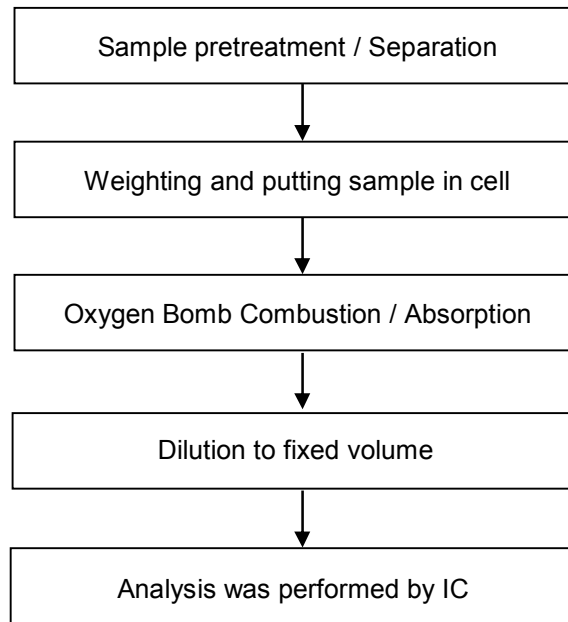 Sample pretreatment / Separation
Weighting and putting sample in cell
Oxygen Bomb Combustion / Absorption
Dilution to fixed volume
Analysis was performed by IC